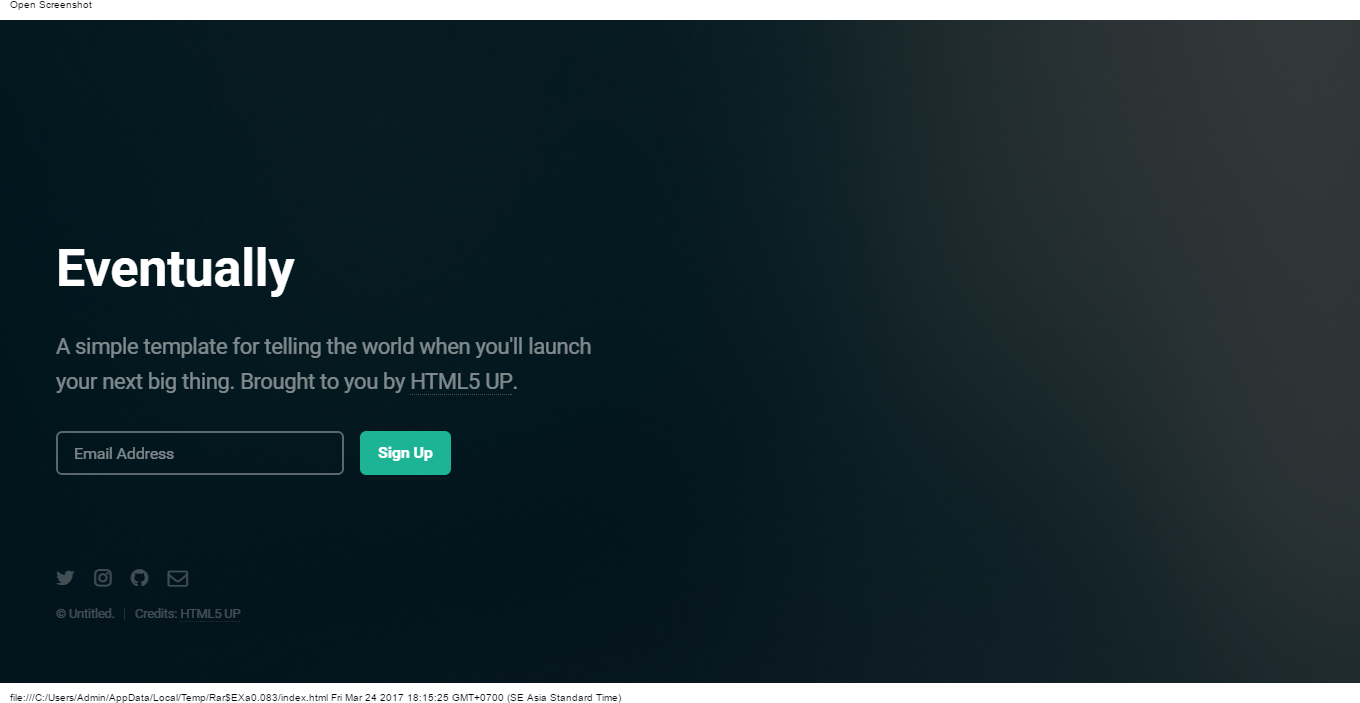 Open Screenshot
Eventually
A simple template for telling the world when you'll launch
your next big thing. Brought to you by HTML5 UP.
Email Address
Sign Up
© Untitled. | Credits: HTML5 UP
file:///C:/Users/Admin/AppData/Local/Temp/Rar$EXa0.083/index.html Fri Mar 24 2017 18:15:25 GMT+0700 (SE Asia Standard Time)